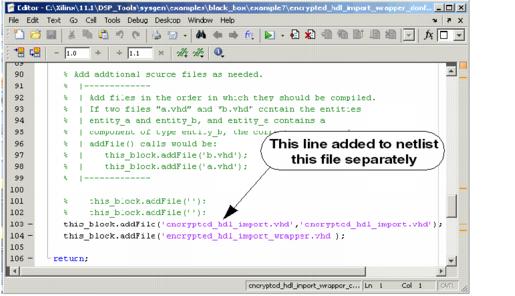 Editor - C:\Xilinx\11.1\DSP_Tools\sysgen\examples\black_box\example7\encrypted_hdl_import_wrapper_conf...
File Edit Text Go Cell Tools Debug Desktop Window Help
1.0 1.1
90 % Add addtional source files as needed.
91 % |-------------
92 % | Add files in the order in which they should be compiled.
93 % | If two files "a.vhd" and "b.vhd" contain the entities
94 % | entity_a and entity_b, and entity_a contains a
95 % | component of type entity_b, the
96 % | addFile() calls would be:
97 % | this_block.addFile('b.vhd');
98 % | this_block.addFile('a.vhd');
99 % |-------------
This line added to netlist
this file separately
100
101 % this_block.addFile('');
102 % this_block.addFile('');
103 this_block.addFile('encrypted_hdl_import.vhd','encrypted_hdl_import.vhd');
104 this_block.addFile('encrypted_hdl_import_wrapper.vhd');
105
106 return;
encrypted_hdl_import_wrapper_c... Ln 1 Col 1 OVR